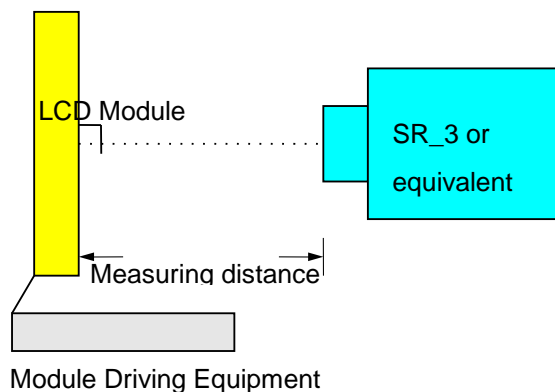 LCD Module
SR_3 or
equivalent
Measuring distance
Module Driving Equipment